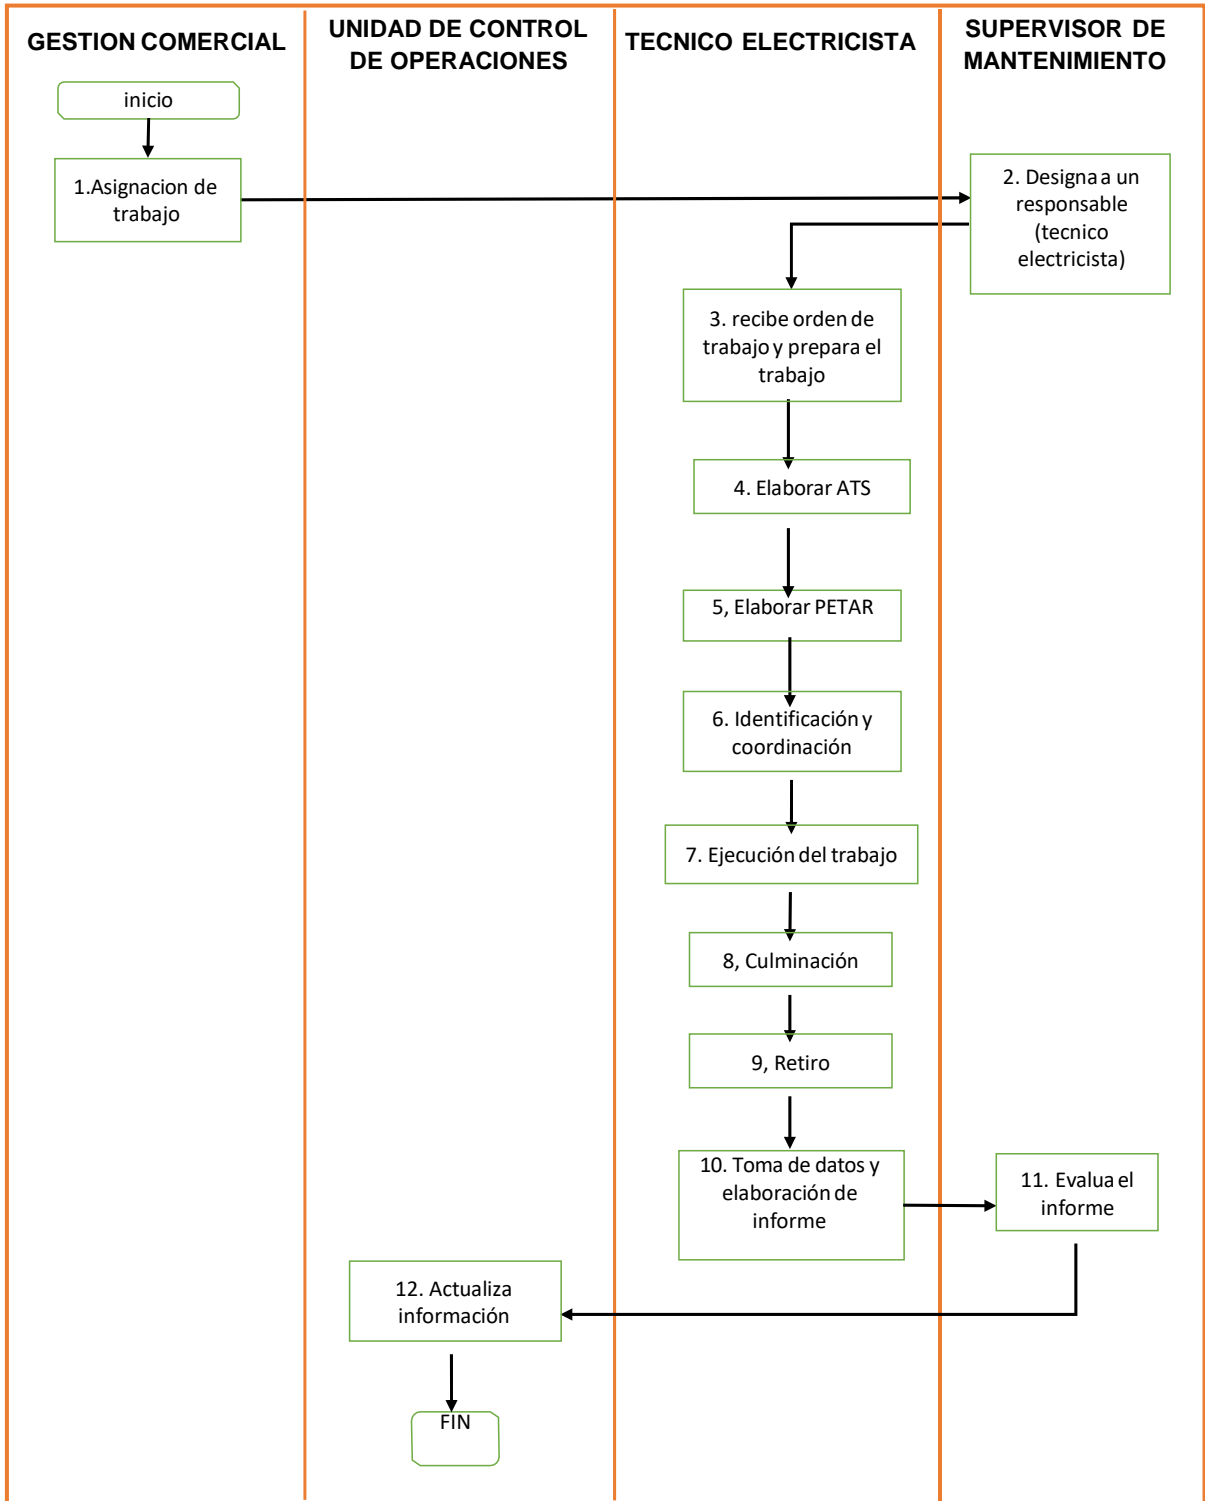 GESTION COMERCIAL
UNIDAD DE CONTROL
DE OPERACIONES
TECNICO ELECTRICISTA
SUPERVISOR DE
MANTENIMIENTO
inicio
1.Asignacion de
trabajo
2. Designa a un
responsable
(tecnico
electricista)
3. recibe orden de
trabajo y prepara el
trabajo
4. Elaborar ATS
5, Elaborar PETAR
6. Identificación y
coordinación
7. Ejecución del trabajo
8, Culminación
9, Retiro
10. Toma de datos y
elaboración de
informe
11. Evalua el
informe
12. Actualiza
información
FIN